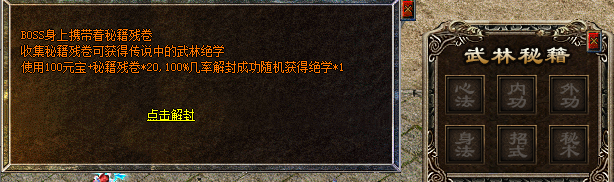 BOSS身上携带着秘籍残卷
收集秘籍残卷可获得传说中的武林绝学
使用100元宝+秘籍残卷*20,100%几率解封成功随机获得绝学*1
点击解封
武林秘籍
心法 内功 外功
身法 招式 秘术